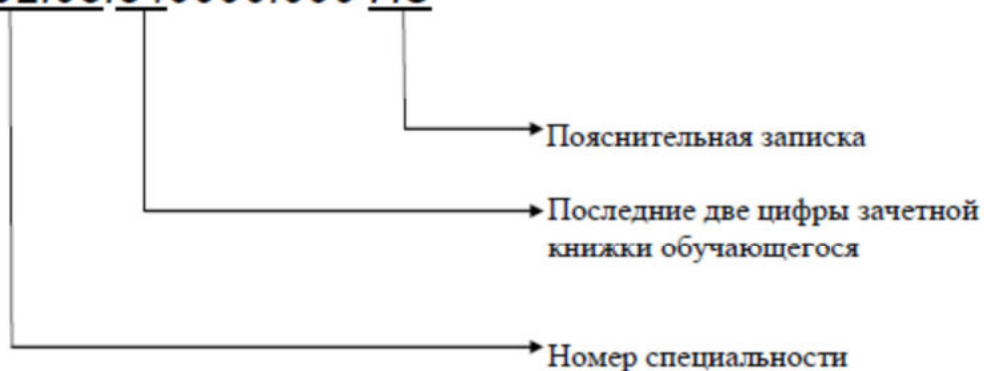 Пояснительная записка
Последние две цифры зачетной
книжки обучающегося
Номер специальности